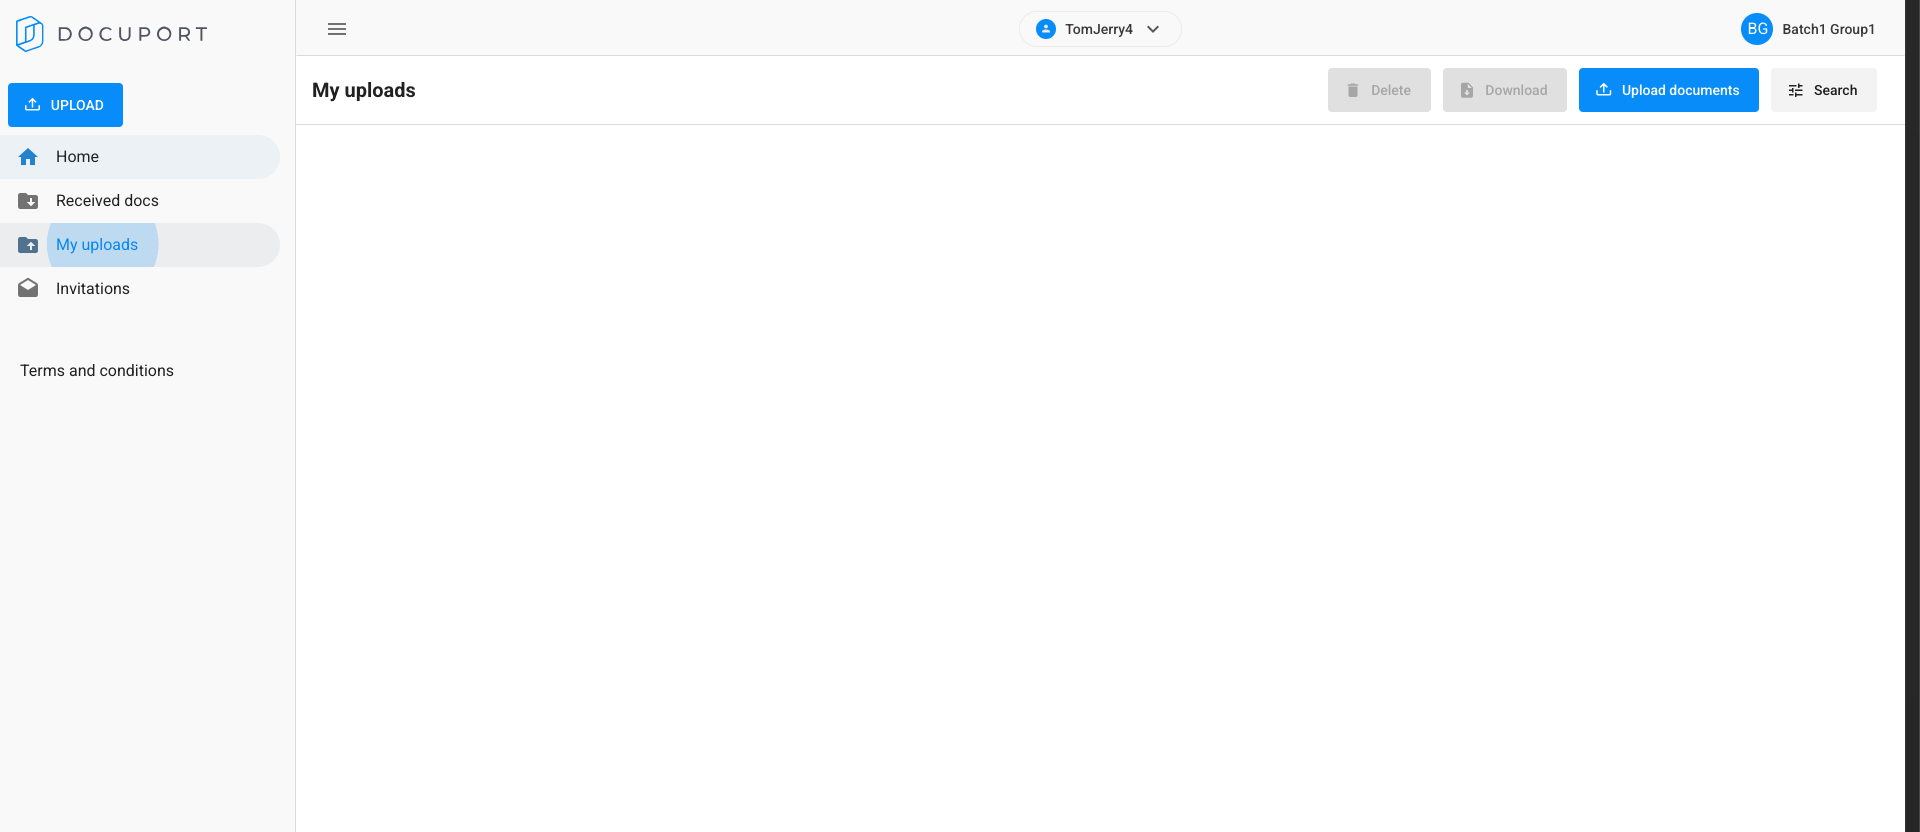 DOCUPORT
TomJerry4
BG Batch1 Group1
UPLOAD
Home
Received docs
My uploads
Invitations
Terms and conditions
My uploads
Delete
Download
Upload documents
Search